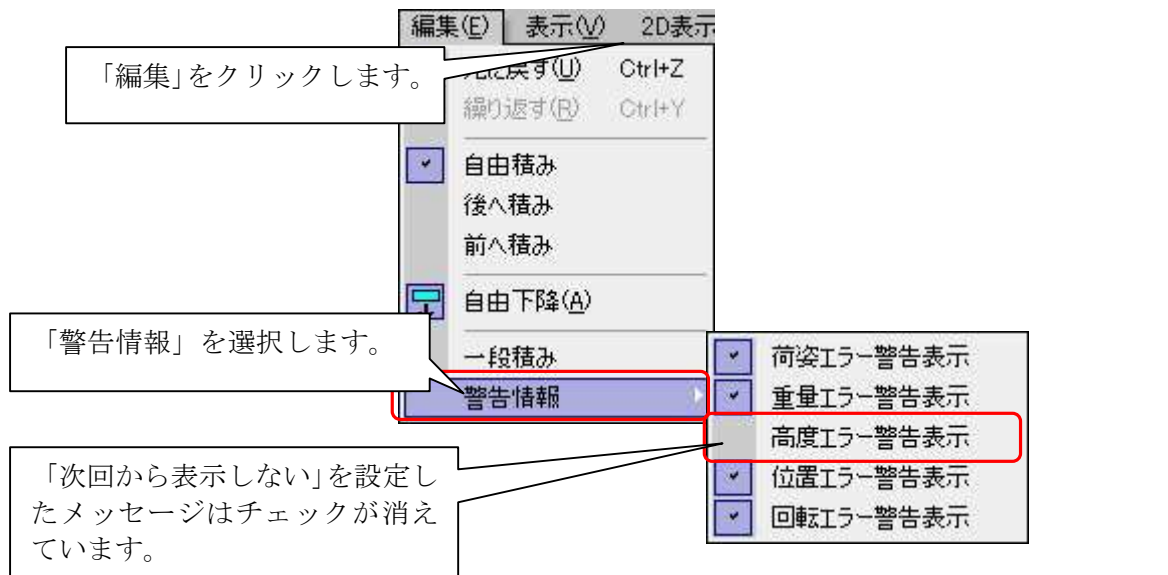 編集(E) 表示(V) 2D表示
「編集」をクリックします。
元に戻す(U) Ctrl+Z
繰り返す(R) Ctrl+Y
自由積み
後へ積み
前へ積み
自由下降(A)
「警告情報」を選択します。
一段積み
警告情報
荷姿エラー警告表示
重量エラー警告表示
高度エラー警告表示
位置エラー警告表示
回転エラー警告表示
「次回から表示しない」を設定し
たメッセージはチェックが消え
ています。